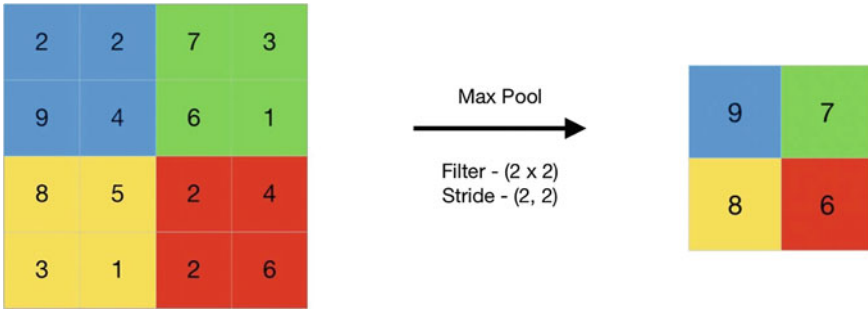 2 2 7 3
9 4 6 1
8 5 2 4
3 1 2 6
Max Pool
Filter - (2 x 2)
Stride - (2, 2)
9 7
8 6